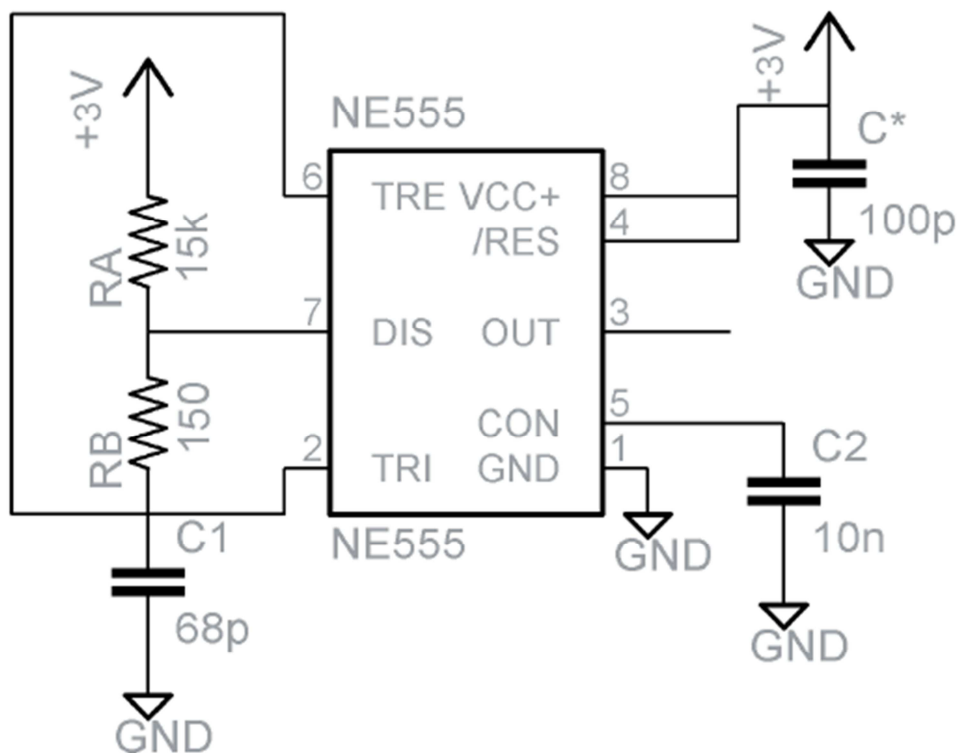 +3V
+3V
NE555
C*
6
8
TRE VCC+
4
/RES
100p
GND
RA
15k
7
3
DIS OUT
RB
150
5
CON
2
1
TRI GND
C2
C1
NE555
GND
10n
68p
GND
GND